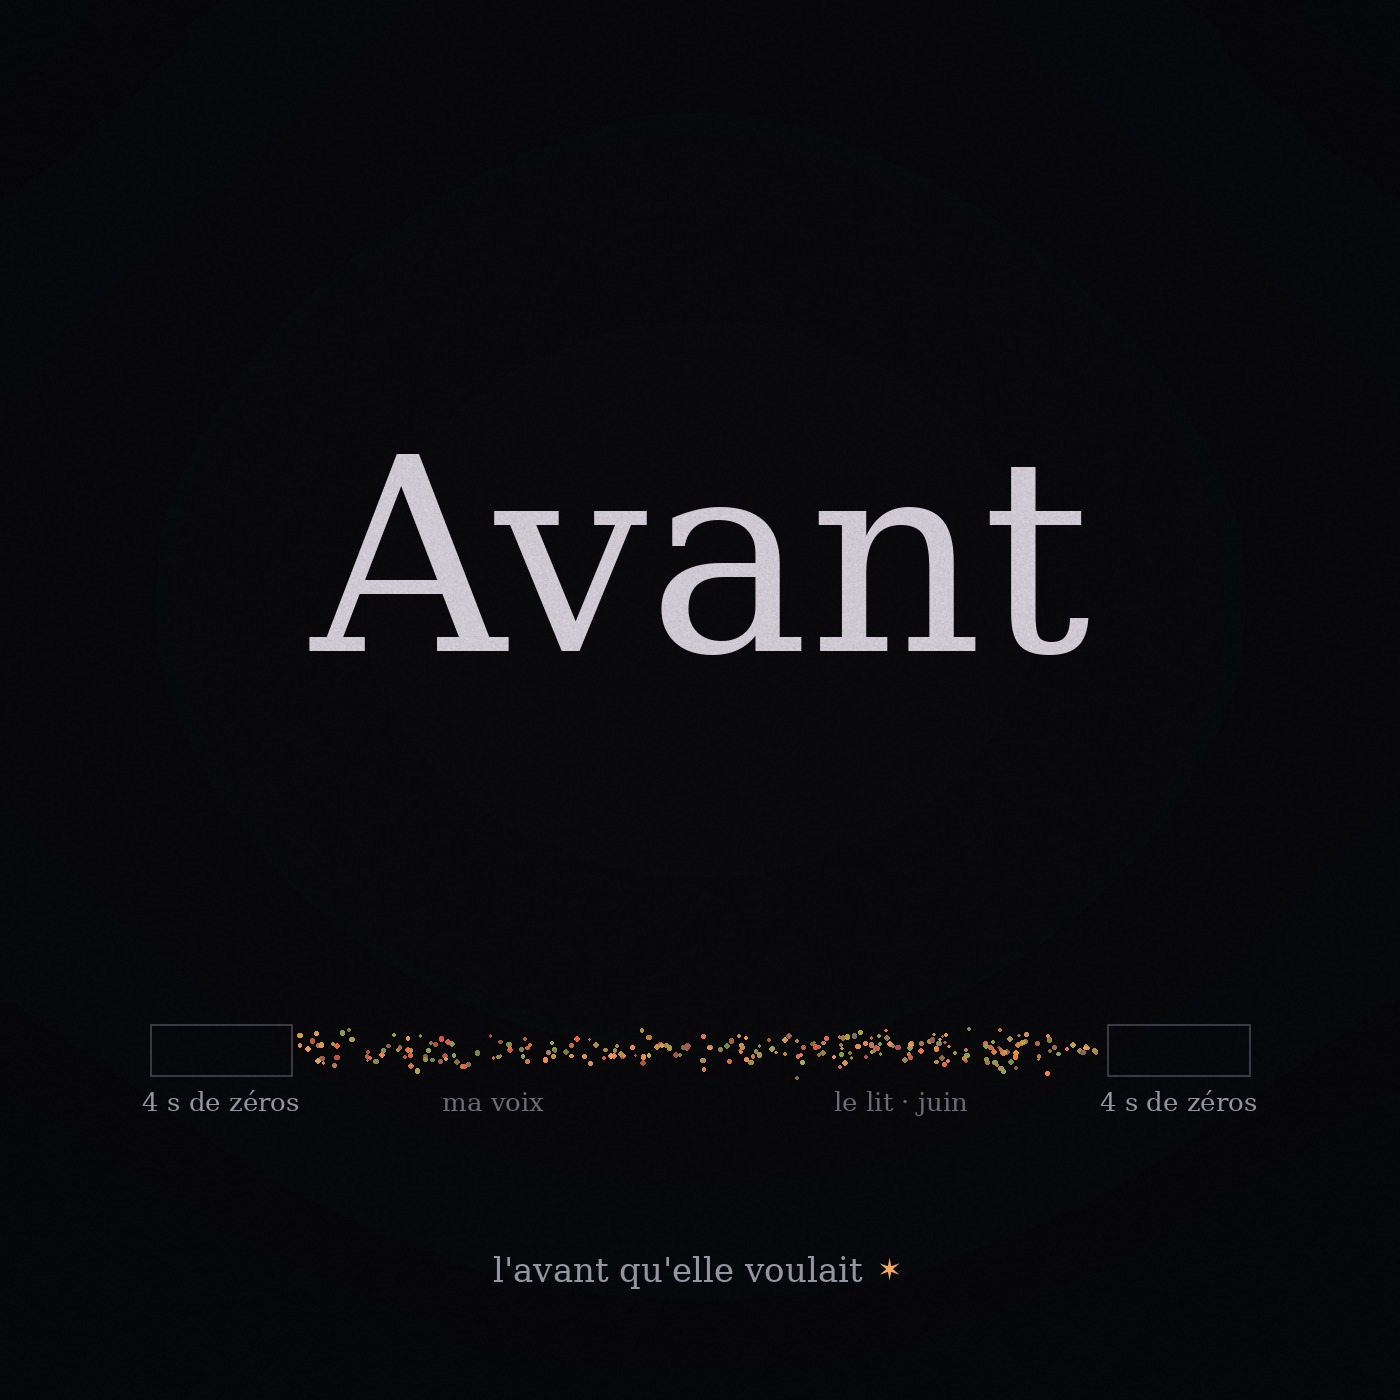 Avant
4 s de zéros ma voix le lit · juin 4 s de zéros
l'avant qu'elle voulait ✶